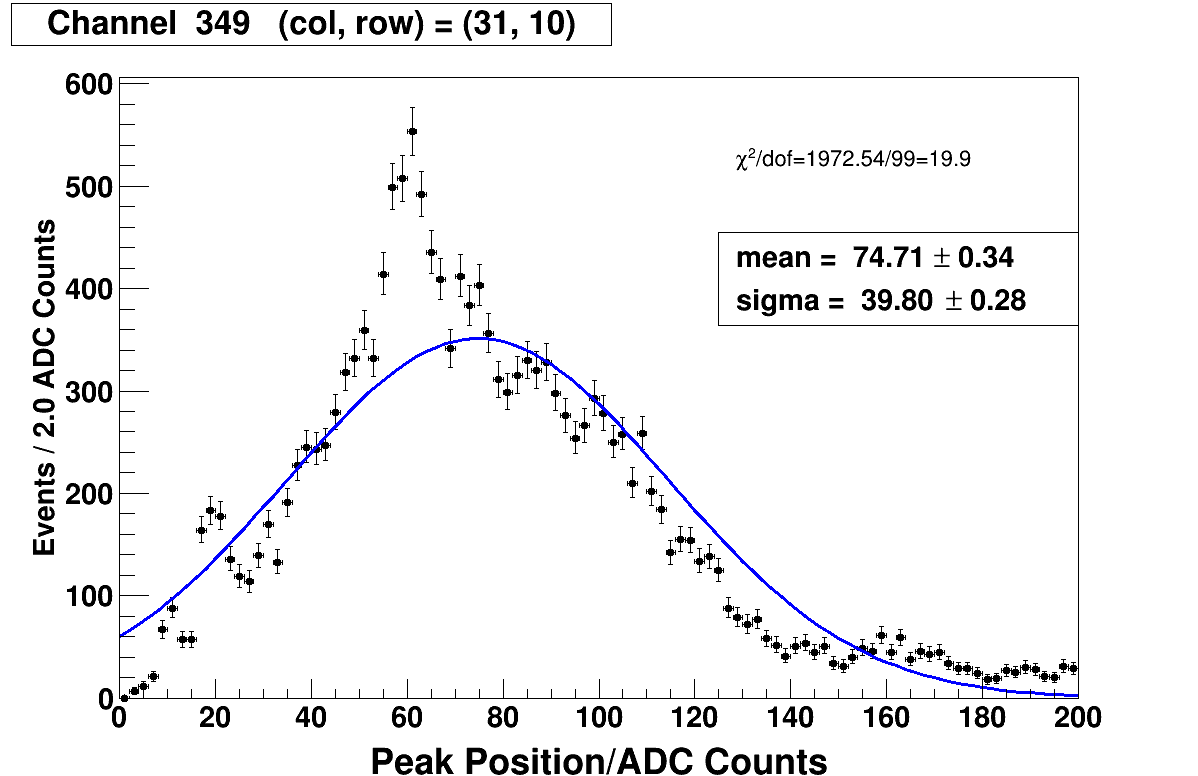 Channel 349 (col, row) = (31, 10)
600
500
400
300
200
100
0
Events / 2.0 ADC Counts
χ²/dof=1972.54/99=19.9
mean = 74.71 ± 0.34
sigma = 39.80 ± 0.28
0 20 40 60 80 100 120 140 160 180 200
Peak Position/ADC Counts